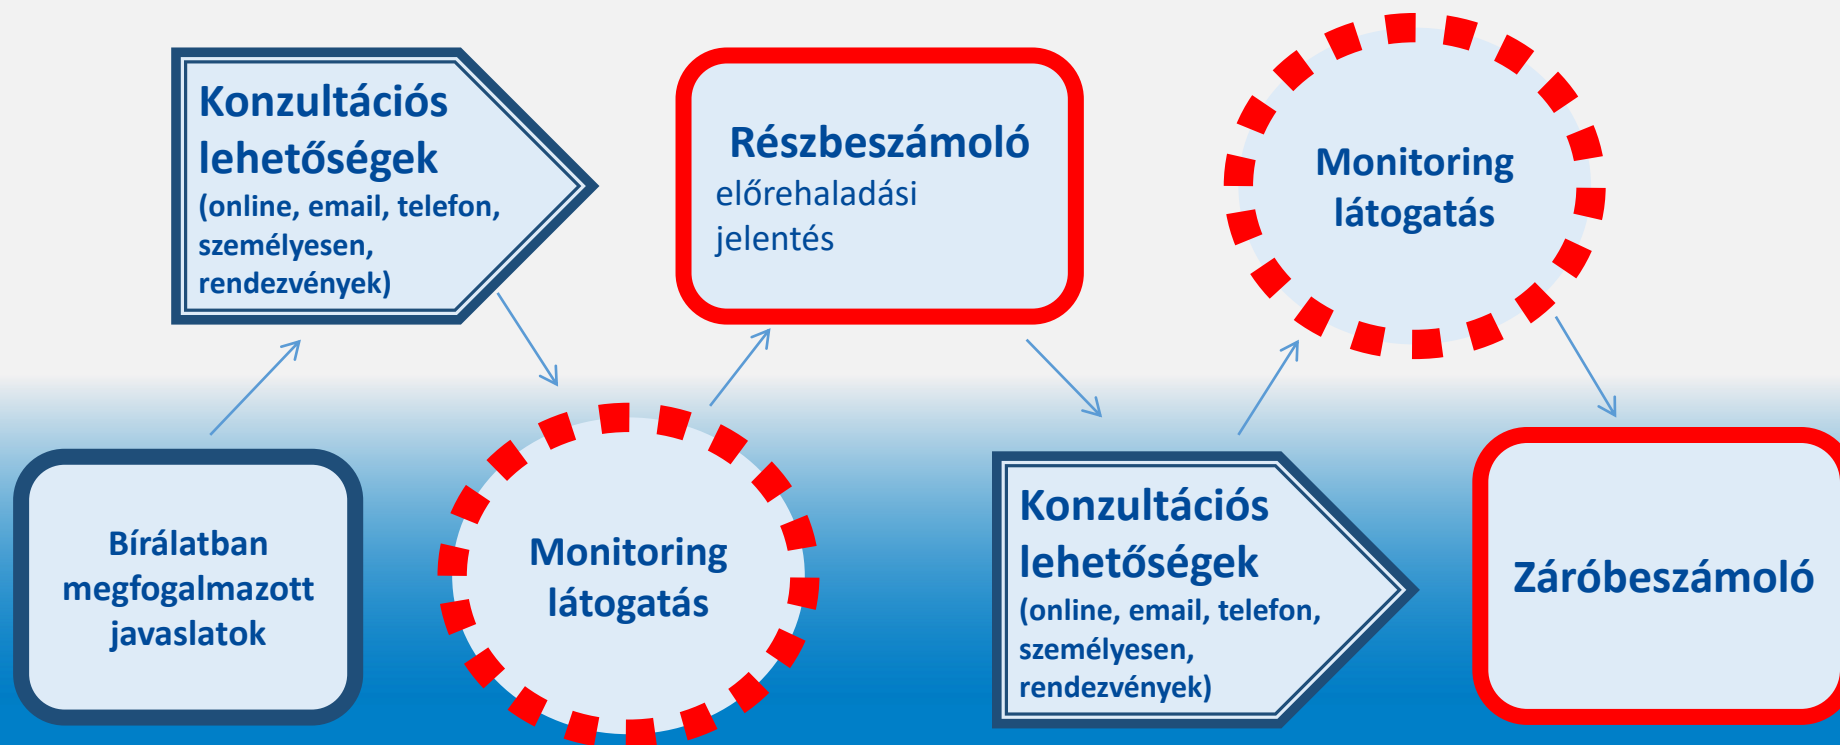 Bírálatban
megfogalmazott
javaslatok
Konzultációs
lehetőségek
(online, email, telefon,
személyesen,
rendezvények)
Monitoring
látogatás
Részbeszámoló
előrehaladási
jelentés
Konzultációs
lehetőségek
(online, email, telefon,
személyesen,
rendezvények)
Monitoring
látogatás
Záróbeszámoló